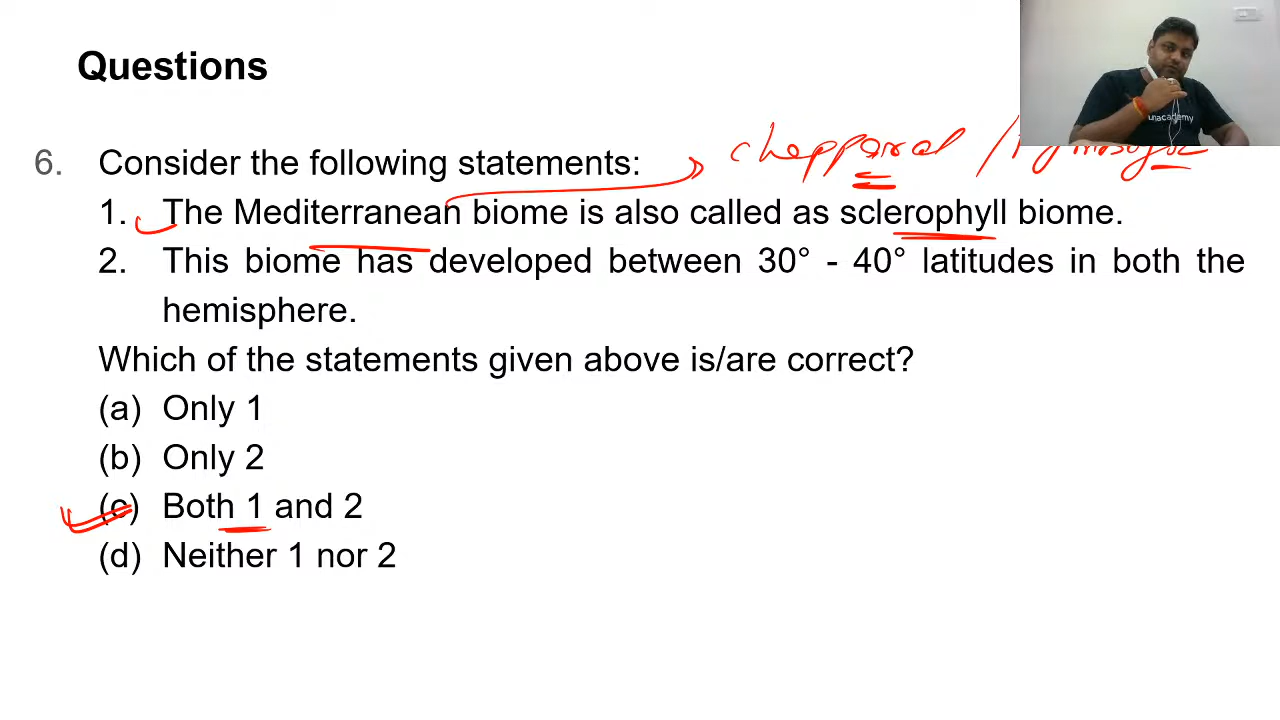 Questions
unacademy
chapparal /
6. Consider the following statements:
1. The Mediterranean biome is also called as sclerophyll biome.
2. This biome has developed between 30° - 40° latitudes in both the
hemisphere.
Which of the statements given above is/are correct?
(a) Only 1
(b) Only 2
(c) Both 1 and 2
(d) Neither 1 nor 2